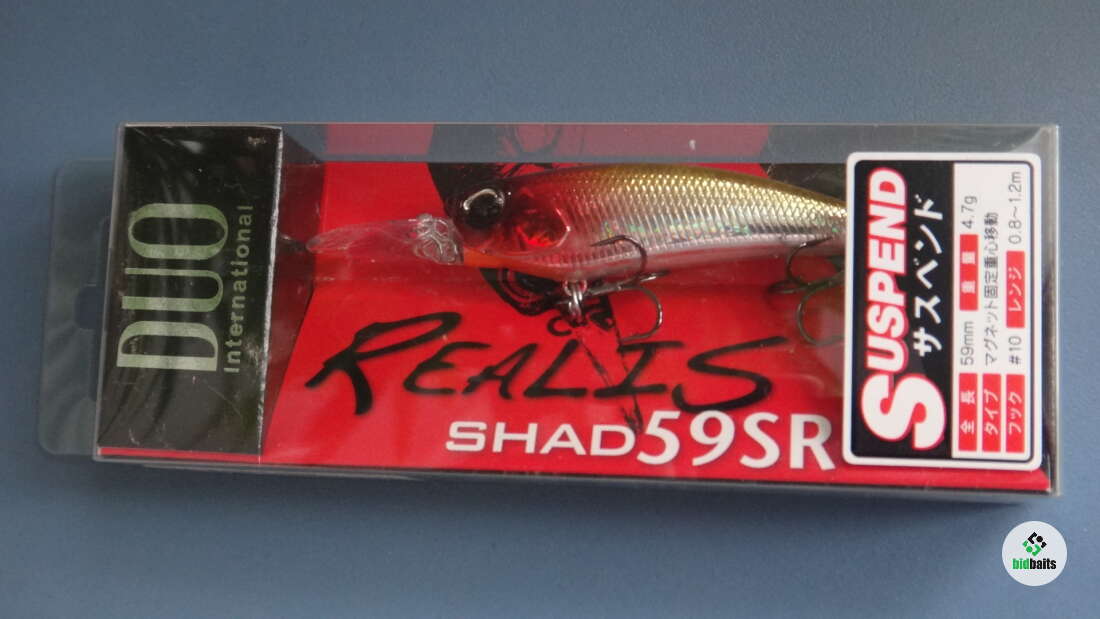 DUO
International
REALIS
SHAD59SR
SUSPEND
サスペンド
全長 59mm 重量 4.7g
タイプ マグネット固定重心移動
フック #10 レンジ 0.8〜1.2m
bidbaits